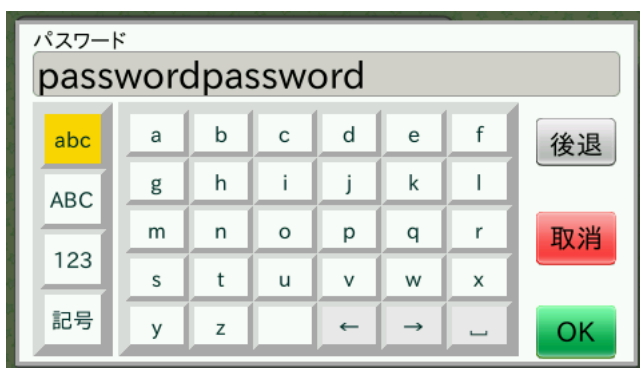 パスワード
passwordpassword
abc a b c d e f 後退
ABC g h i j k l
m n o p q r 取消
123 s t u v w x
記号 y z ← → ⎵ OK